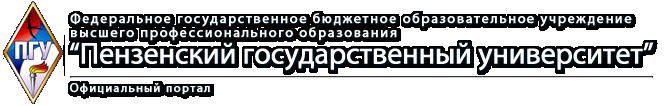 ПГУ
Федеральное государственное бюджетное образовательное учреждение
высшего профессионального образования
“Пензенский государственный университет”
Официальный портал